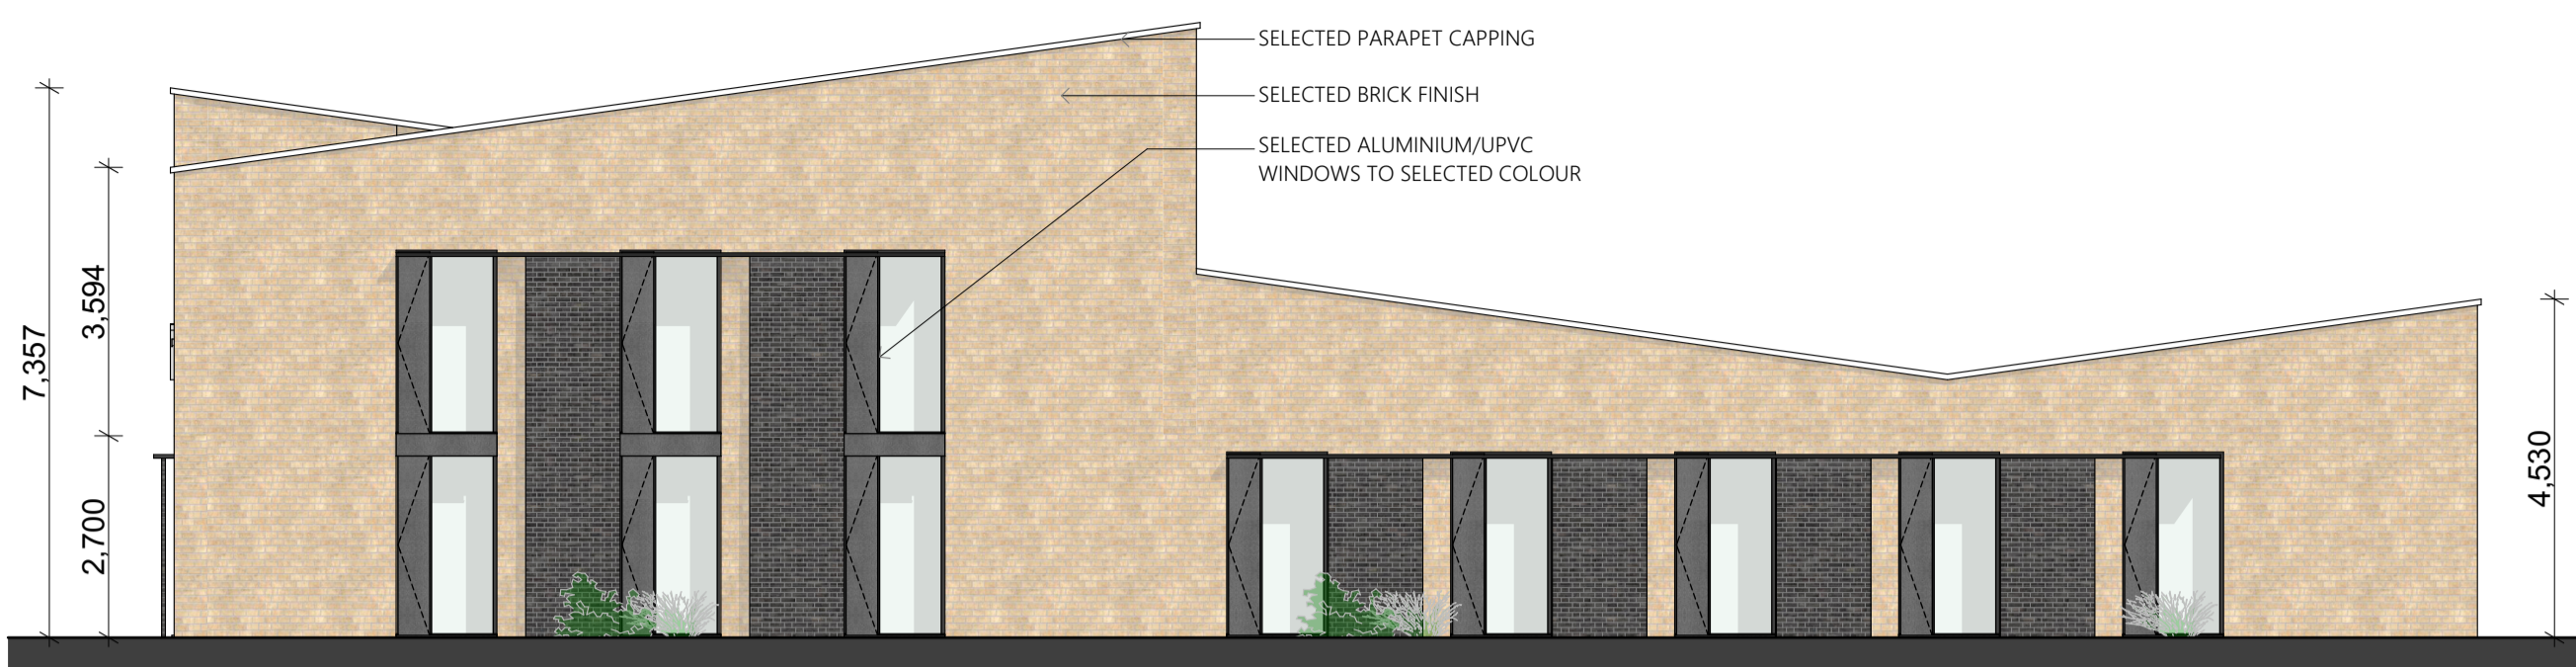 SELECTED PARAPET CAPPING
SELECTED BRICK FINISH
SELECTED ALUMINIUM/UPVC
WINDOWS TO SELECTED COLOUR
7,357
3,594
2,700
4,530